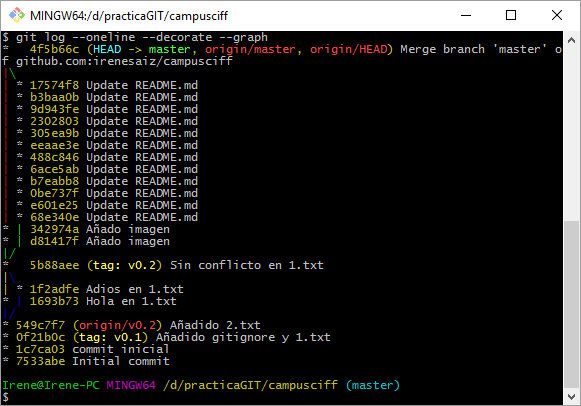 MINGW64:/d/practicaGIT/campusciff
$ git log --oneline --decorate --graph
*   4f5b66c (HEAD -> master, origin/master, origin/HEAD) Merge branch 'master' o
f github.com:irenesaiz/campusciff
|\
| * 17574f8 Update README.md
| * b3baa0b Update README.md
| * 9d943fe Update README.md
| * 2302803 Update README.md
| * 305ea9b Update README.md
| * eeaae3e Update README.md
| * 488c846 Update README.md
| * 6ace5ab Update README.md
| * b7eabb8 Update README.md
| * 0be737f Update README.md
| * e601e25 Update README.md
| * 68e340e Update README.md
* | 342974a Añado imagen
* | d81417f Añado imagen
|/
*   5b88aee (tag: v0.2) Sin conflicto en 1.txt
|\
| * 1f2adfe Adios en 1.txt
* | 1693b73 Hola en 1.txt
|/
* 549c7f7 (origin/v0.2) Añadido 2.txt
* 0f21b0c (tag: v0.1) Añadido gitignore y 1.txt
* 1c7ca03 commit inicial
* 7533abe Initial commit
Irene@Irene-PC MINGW64 /d/practicaGIT/campusciff (master)
$